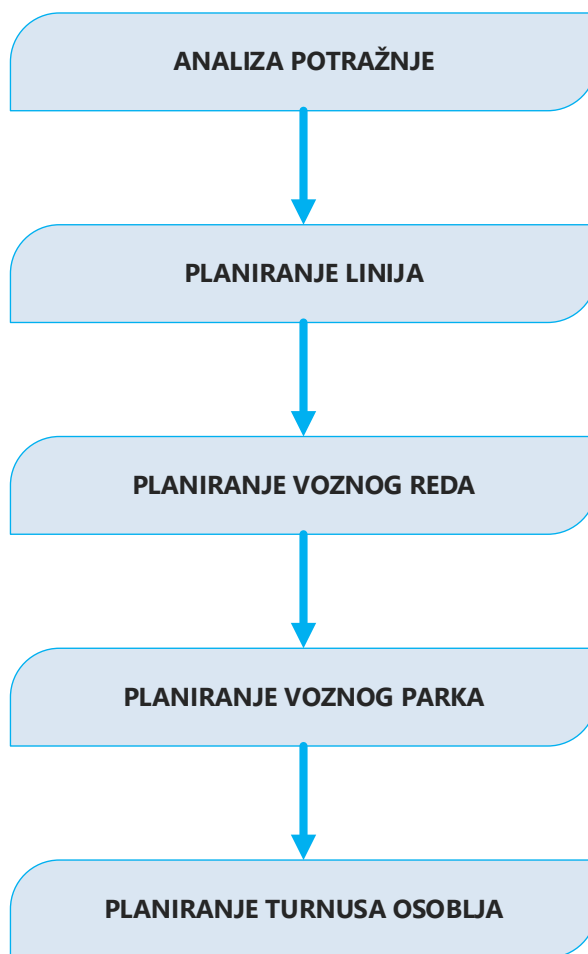 ANALIZA POTRAŽNJE
PLANIRANJE LINIJA
PLANIRANJE VOZNOG REDA
PLANIRANJE VOZNOG PARKA
PLANIRANJE TURNUSA OSOBLJA